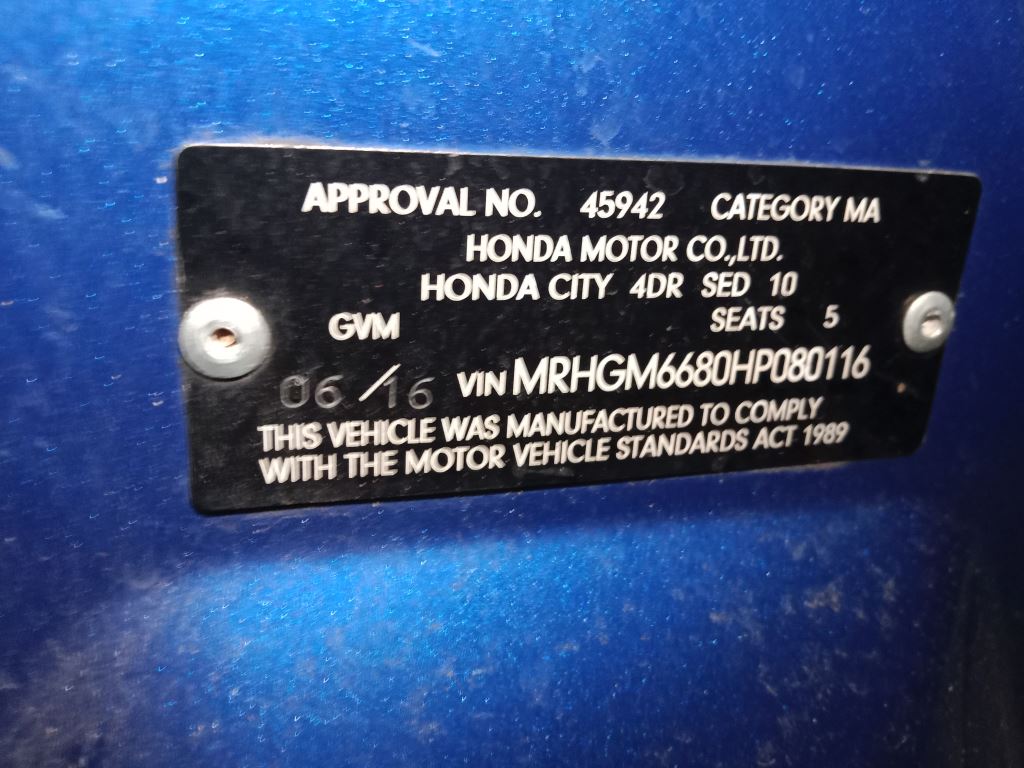 APPROVAL NO. 45942 CATEGORY MA
HONDA MOTOR CO.,LTD.
HONDA CITY 4DR SED 10
GVM SEATS 5
06/16 VIN MRHGM6680HP080116
THIS VEHICLE WAS MANUFACTURED TO COMPLY
WITH THE MOTOR VEHICLE STANDARDS ACT 1989